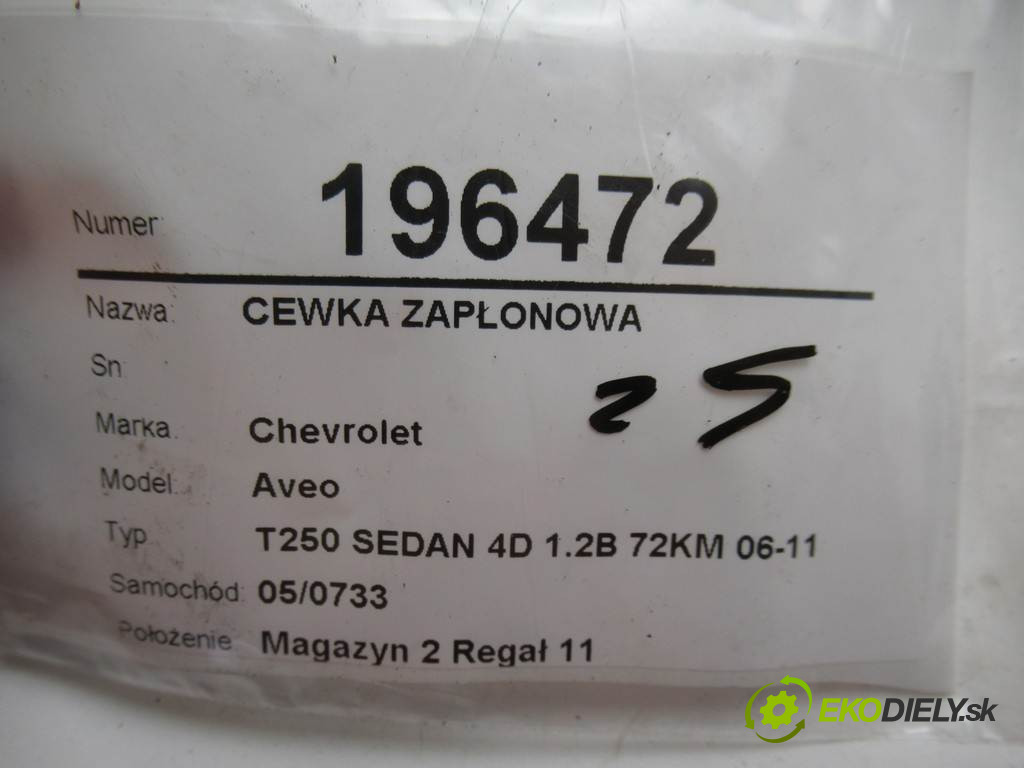 Numer: 196472
Nazwa: CEWKA ZAPŁONOWA
Sn:
25
Marka: Chevrolet
Model: Aveo
Typ T250 SEDAN 4D 1.2B 72KM 06-11
Samochód: 05/0733
Położenie Magazyn 2 Regał 11
EKODIELY.sk